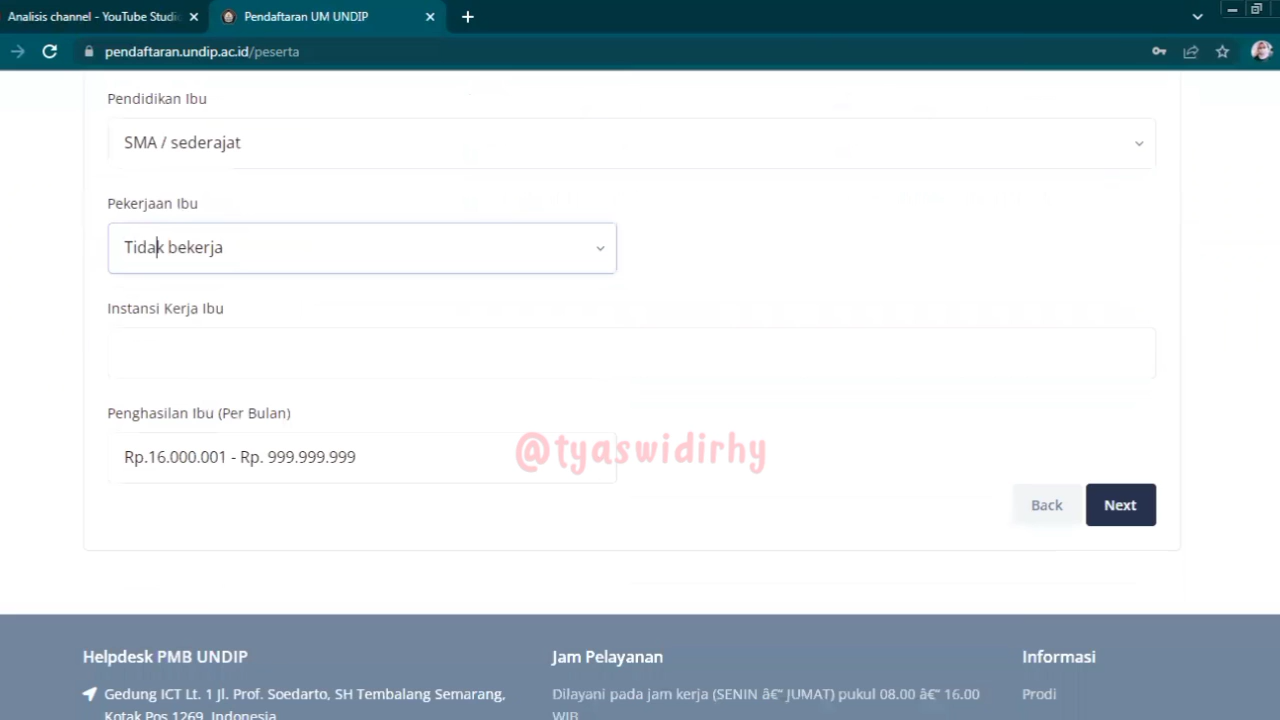 Analisis channel - YouTube Studi
Pendaftaran UM UNDIP
pendaftaran.undip.ac.id/peserta
Pendidikan Ibu
SMA / sederajat
Pekerjaan Ibu
Tidak bekerja
Instansi Kerja Ibu
Penghasilan Ibu (Per Bulan)
Rp.16.000.001 - Rp. 999.999.999
@tyaswidirhy
Back
Next
Helpdesk PMB UNDIP
Gedung ICT Lt. 1 Jl. Prof. Soedarto, SH Tembalang Semarang,
Kotak Pos 1269, Indonesia
Jam Pelayanan
Dilayani pada jam kerja (SENIN â€“ JUMAT) pukul 08.00 â€“ 16.00
WIB
Informasi
Prodi